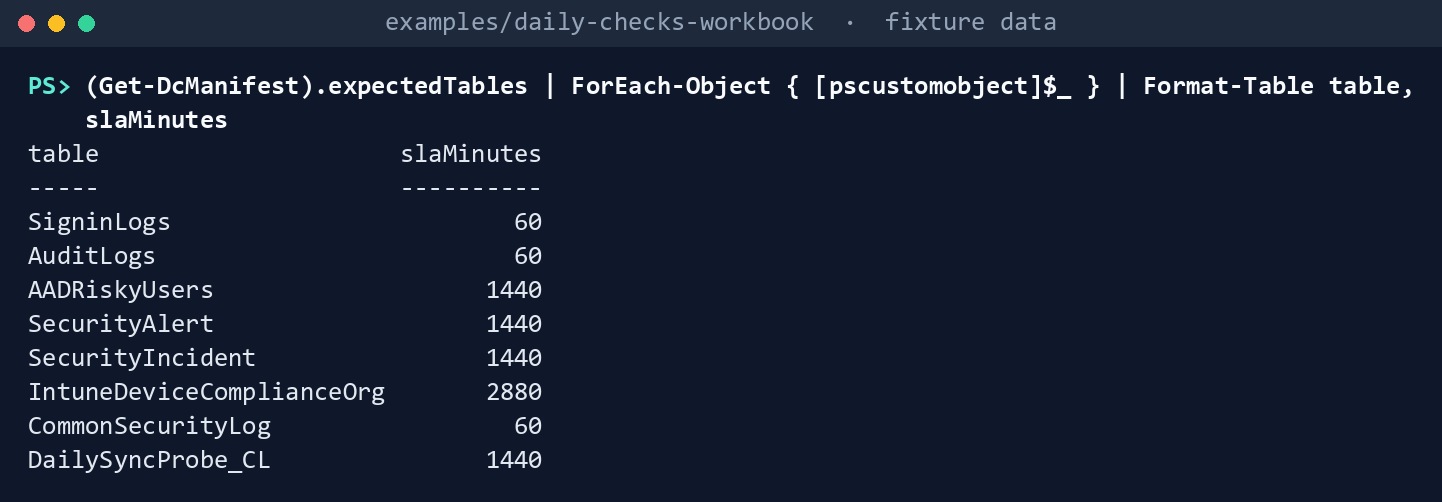 examples/daily-checks-workbook · fixture data
PS> (Get-DcManifest).expectedTables | ForEach-Object { [pscustomobject]$_ } | Format-Table table,
slaMinutes
table slaMinutes
----- ----------
SigninLogs 60
AuditLogs 60
AADRiskyUsers 1440
SecurityAlert 1440
SecurityIncident 1440
IntuneDeviceComplianceOrg 2880
CommonSecurityLog 60
DailySyncProbe_CL 1440